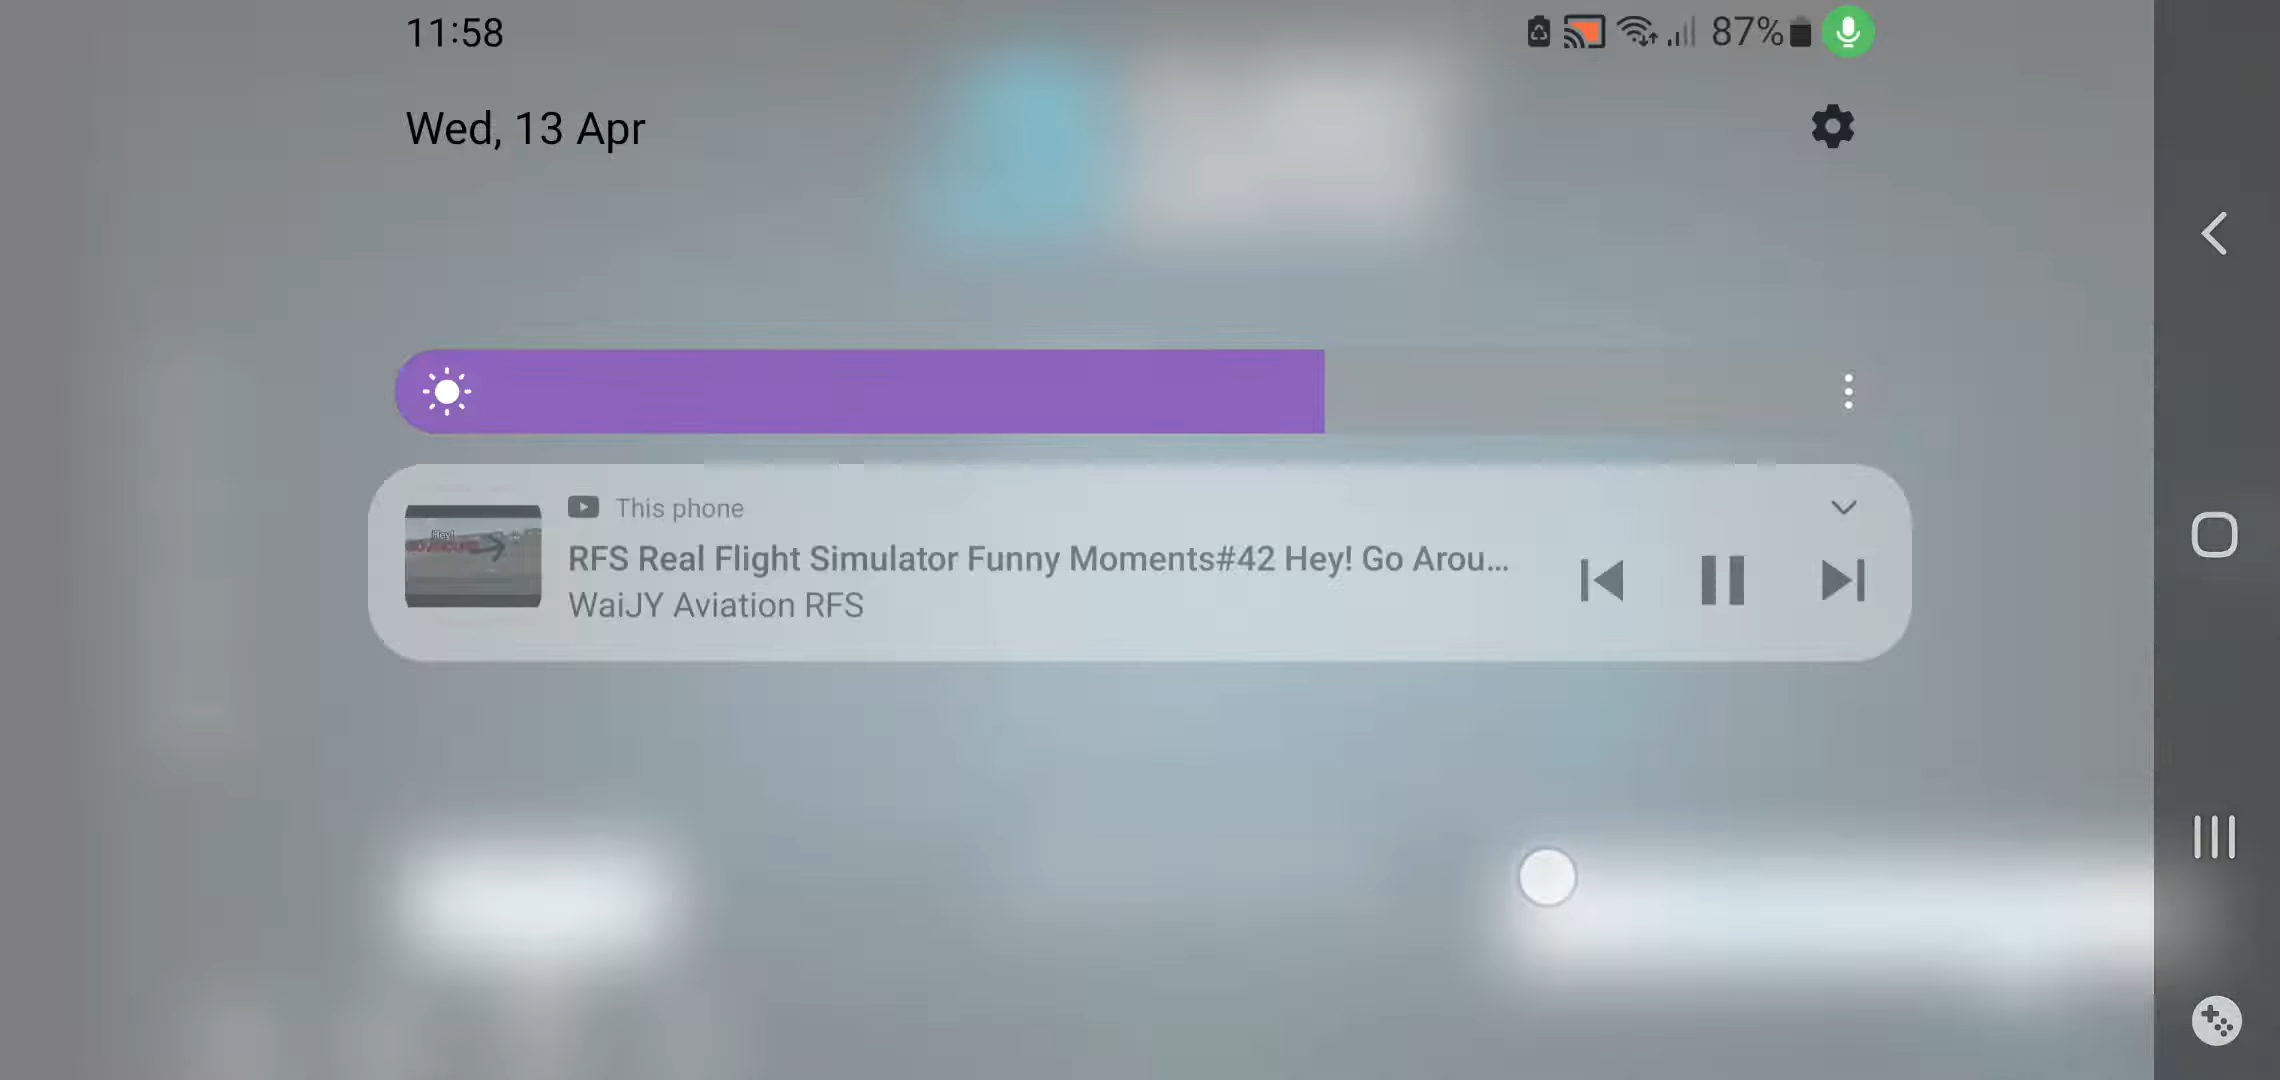 11:58
87%
Wed, 13 Apr
This phone
RFS Real Flight Simulator Funny Moments#42 Hey! Go Arou...
WaiJY Aviation RFS
Hey!